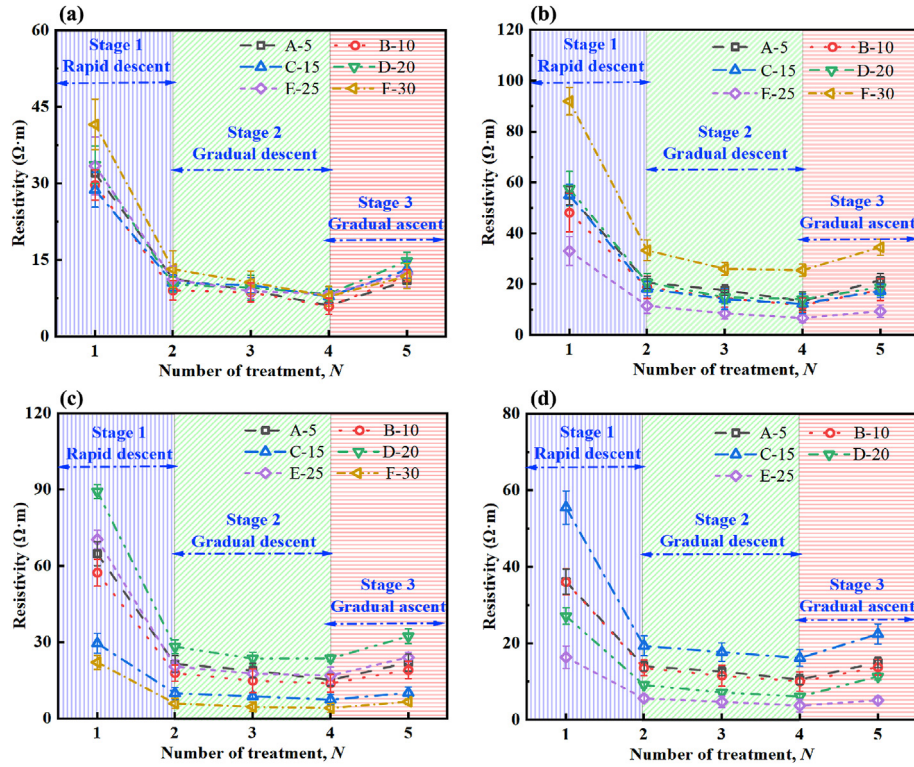 (a)
60
45
30
15
0
Resistivity (Ω·m)
Stage 1
Rapid descent
A-5 B-10
C-15 D-20
E-25 F-30
Stage 2
Gradual descent
Stage 3
Gradual ascent
1 2 3 4 5
Number of treatment, N
(b)
120
100
80
60
40
20
0
Resistivity (Ω·m)
Stage 1
Rapid descent
A-5 B-10
C-15 D-20
E-25 F-30
Stage 2
Gradual descent
Stage 3
Gradual ascent
1 2 3 4 5
Number of treatment, N
(c)
120
90
60
30
0
Resistivity (Ω·m)
Stage 1
Rapid descent
A-5 B-10
C-15 D-20
E-25 F-30
Stage 2
Gradual descent
Stage 3
Gradual ascent
1 2 3 4 5
Number of treatment, N
(d)
80
60
40
20
0
Resistivity (Ω·m)
Stage 1
Rapid descent
A-5 B-10
C-15 D-20
E-25
Stage 2
Gradual descent
Stage 3
Gradual ascent
1 2 3 4 5
Number of treatment, N